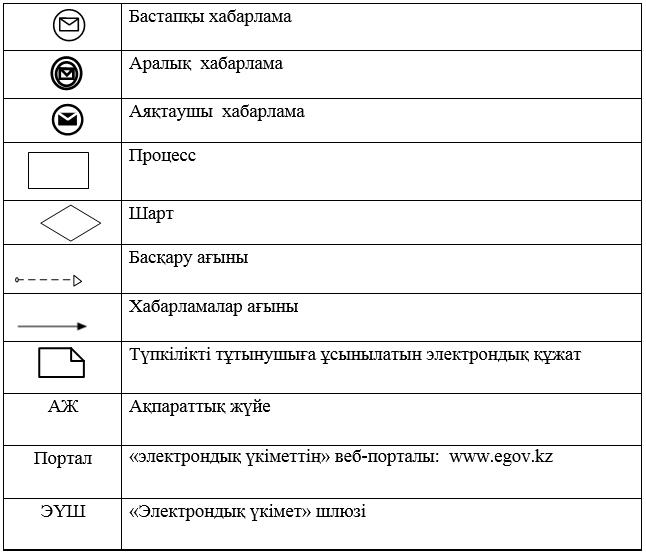 Бастапқы хабарлама
Аралық хабарлама
Аяқтаушы хабарлама
Процесс
Шарт
Басқару ағыны
Хабарламалар ағыны
Түпкілікті тұтынушыға ұсынылатын электрондық құжат
АЖ Ақпараттық жүйе
Портал «электрондық үкіметтің» веб-порталы: www.egov.kz
ЭҮШ «Электрондық үкімет» шлюзі